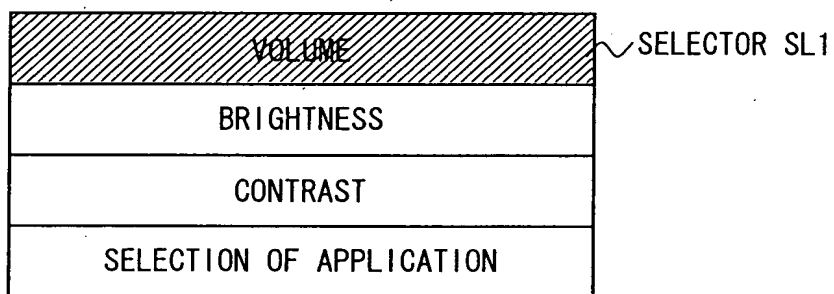 VOLUME
SELECTOR SL1
BRIGHTNESS
CONTRAST
SELECTION OF APPLICATION